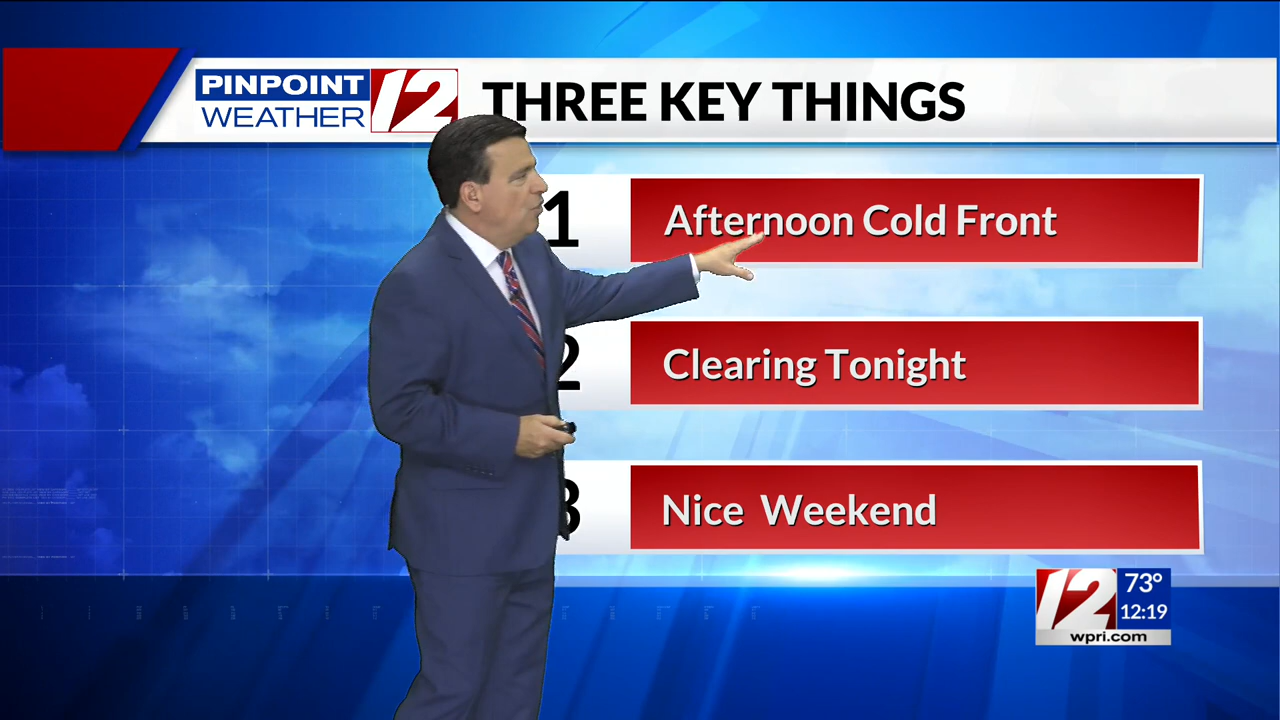 PINPOINT
WEATHER
12
THREE KEY THINGS
1
Afternoon Cold Front
2
Clearing Tonight
3
Nice Weekend
12
73°
12:19
wpri.com